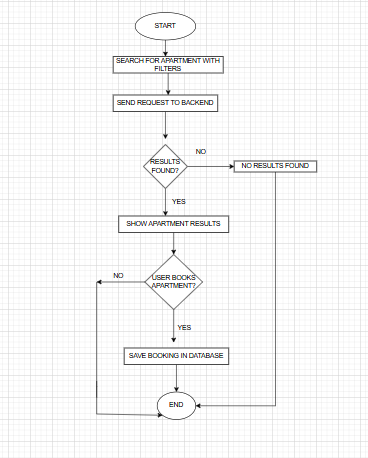 START
SEARCH FOR APARTMENT WITH
FILTERS
SEND REQUEST TO BACKEND
NO
RESULTS
FOUND?
NO RESULTS FOUND
YES
SHOW APARTMENT RESULTS
NO
USER BOOKS
APARTMENT?
YES
SAVE BOOKING IN DATABASE
END